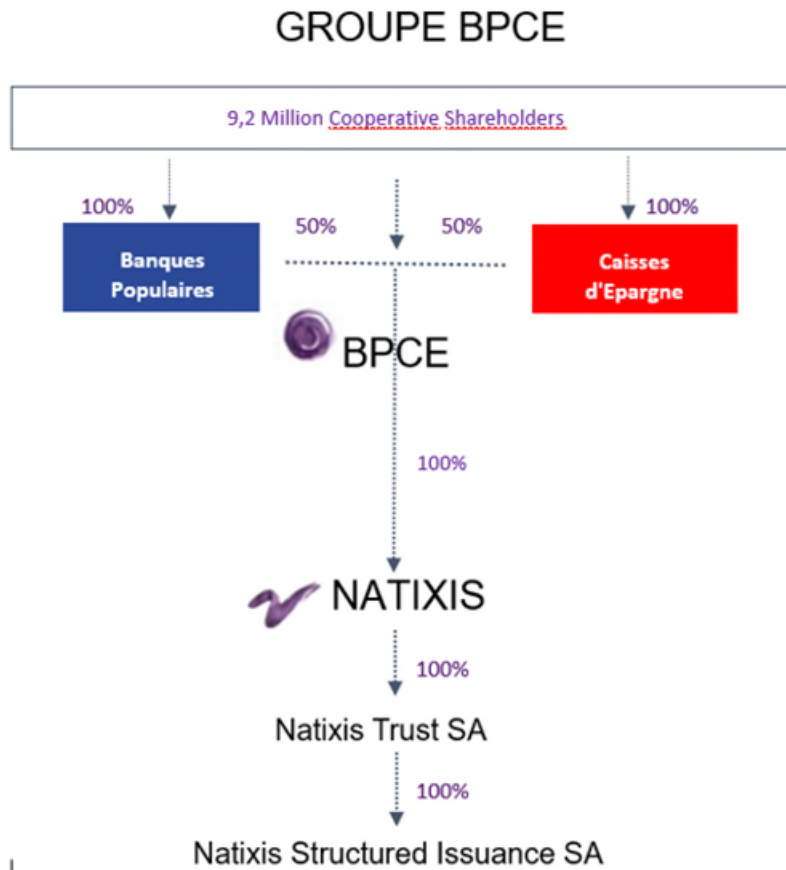 GROUPE BPCE
9,2 Million Cooperative Shareholders
100%
50%
50%
100%
Banques
Populaires
Caisses
d'Epargne
BPCE
100%
NATIXIS
100%
Natixis Trust SA
100%
Natixis Structured Issuance SA